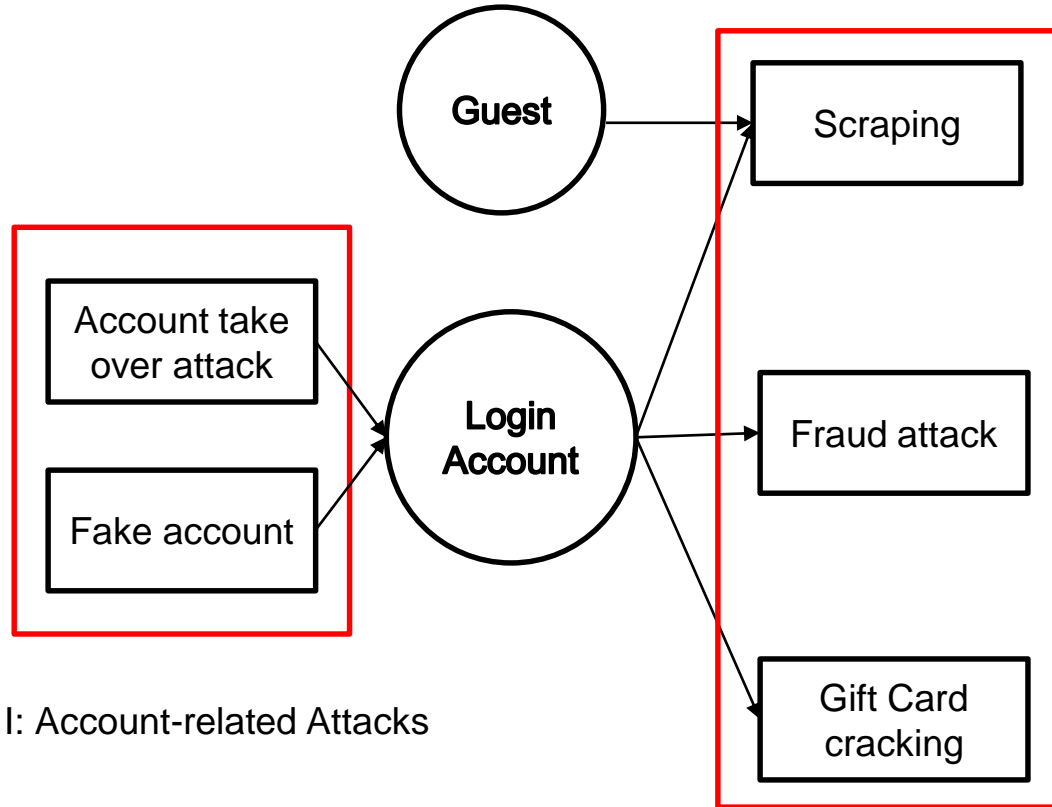 Guest
Scraping
Account take
over attack
Login
Account
Fraud attack
Fake account
Gift Card
cracking
I: Account-related Attacks